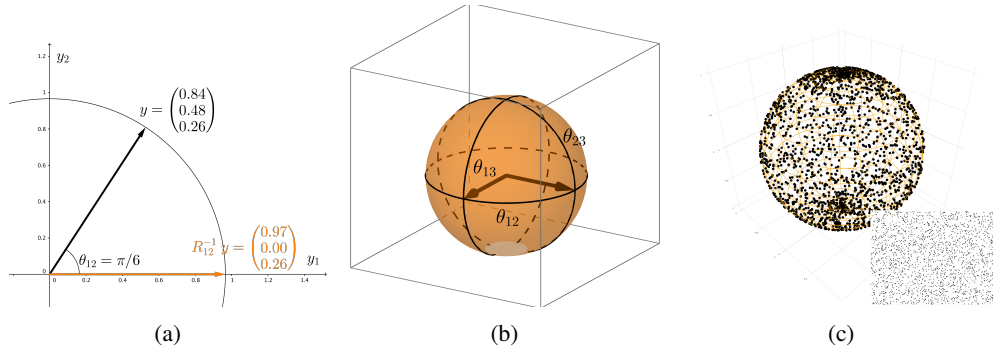 1.2
y₂
1
y = (0.84
0.48
0.26)
0.8
0.6
0.4
0.2
R₁₂⁻¹ y = (0.97
0.00
0.26)
θ₁₂ = π/6
y₁
0
0 0.2 0.4 0.6 0.8 1 1.2 1.4
(a)
θ₂₃
θ₁₃
θ₁₂
(b)
(c)